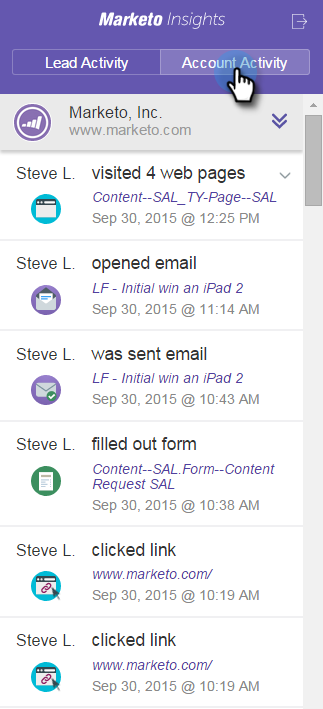 Marketo Insights
Lead Activity Account Activity
Marketo, Inc.
www.marketo.com
Steve L. visited 4 web pages
Content--SAL_TY-Page--SAL
Sep 30, 2015 @ 12:25 PM
Steve L. opened email
LF - Initial win an iPad 2
Sep 30, 2015 @ 11:14 AM
Steve L. was sent email
LF - Initial win an iPad 2
Sep 30, 2015 @ 10:43 AM
Steve L. filled out form
Content--SAL.Form--Content
Request SAL
Sep 30, 2015 @ 10:38 AM
Steve L. clicked link
www.marketo.com/
Sep 30, 2015 @ 10:19 AM
Steve L. clicked link
www.marketo.com/
Sep 30, 2015 @ 10:19 AM